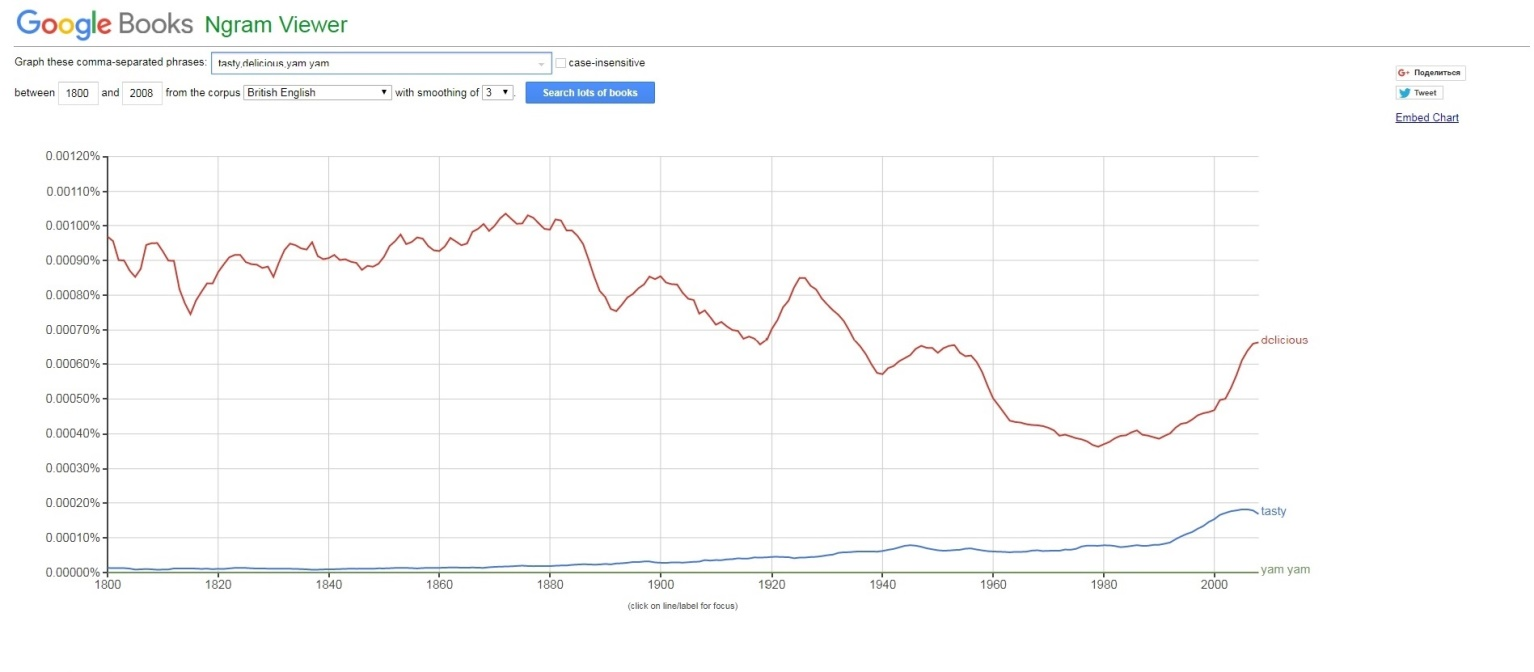 Google Books Ngram Viewer
Graph these comma-separated phrases: tasty,delicious,yam yam case-insensitive
between 1800 and 2008 from the corpus British English with smoothing of 3 . Search lots of books
Поделиться
Tweet
Embed Chart
0.00120%
0.00110%
0.00100%
0.00090%
0.00080%
0.00070%
0.00060%
0.00050%
0.00040%
0.00030%
0.00020%
0.00010%
0.00000%
delicious
tasty
yam yam
1800 1820 1840 1860 1880 1900 1920 1940 1960 1980 2000
(click on line/label for focus)